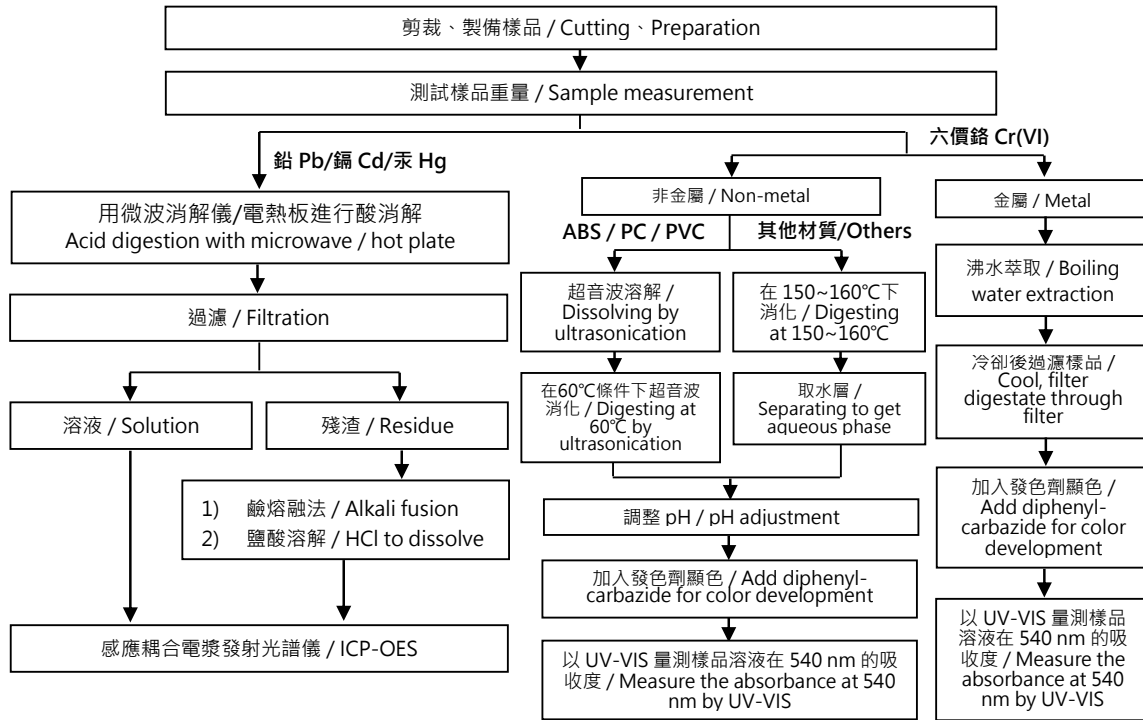 剪裁、製備樣品 / Cutting、Preparation
測試樣品重量 / Sample measurement
鉛 Pb/鎘 Cd/汞 Hg
用微波消解儀/電熱板進行酸消解
Acid digestion with microwave / hot plate
過濾 / Filtration
溶液 / Solution
殘渣 / Residue
1) 鹼熔融法 / Alkali fusion
2) 鹽酸溶解 / HCl to dissolve
感應耦合電漿發射光譜儀 / ICP-OES
六價鉻 Cr(VI)
非金屬 / Non-metal
ABS / PC / PVC
超音波溶解 /
Dissolving by
ultrasonication
在60℃條件下超音波
消化 / Digesting at
60℃ by
ultrasonication
其他材質/Others
在 150~160℃下
消化 / Digesting
at 150~160℃
取水層 /
Separating to get
aqueous phase
調整 pH / pH adjustment
加入發色劑顯色 / Add diphenyl-
carbazide for color development
以 UV-VIS 量測樣品溶液在 540 nm 的吸
收度 / Measure the absorbance at 540
nm by UV-VIS
金屬 / Metal
沸水萃取 / Boiling
water extraction
冷卻後過濾樣品 /
Cool, filter
digestate through
filter
加入發色劑顯色 /
Add diphenyl-
carbazide for color
development
以 UV-VIS 量測樣品
溶液在 540 nm 的吸
收度 / Measure the
absorbance at 540
nm by UV-VIS